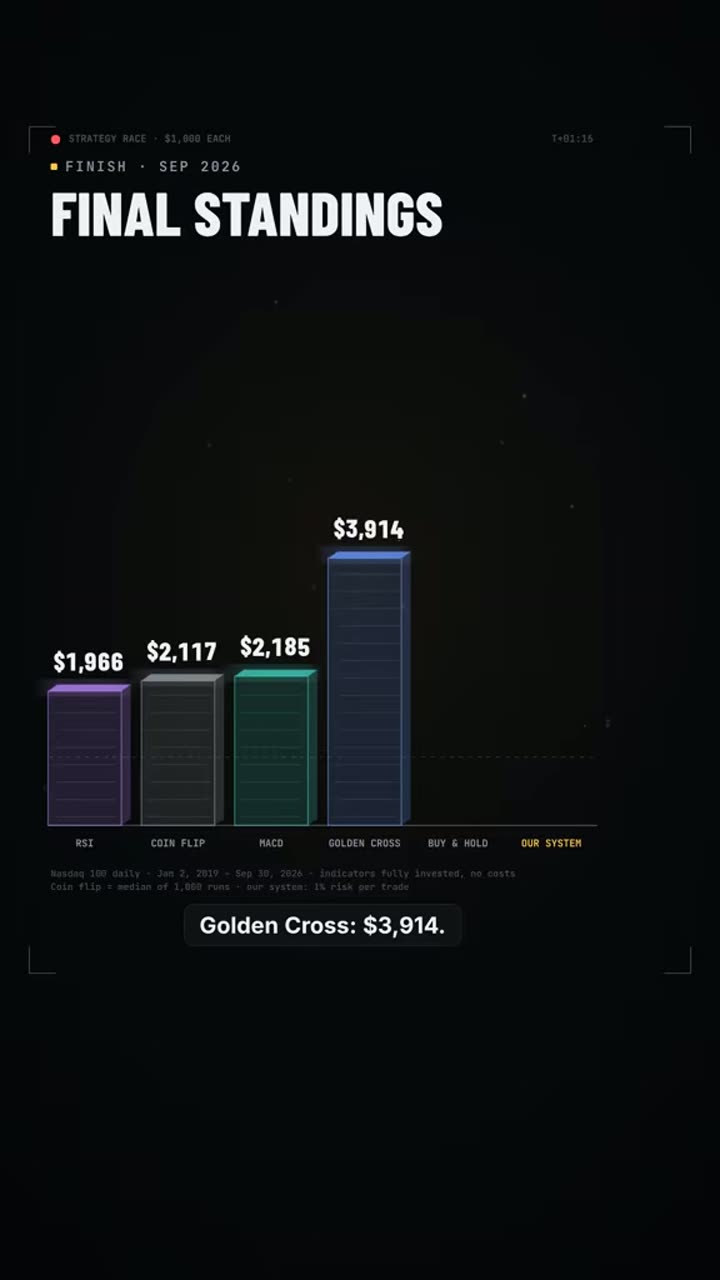 STRATEGY RACE · $1,000 EACH
T+01:15
FINISH · SEP 2026
FINAL STANDINGS
$3,914
$1,966 $2,117 $2,185
RSI COIN FLIP MACD GOLDEN CROSS BUY & HOLD OUR SYSTEM
Nasdaq 100 daily · Jan 2, 2019 – Sep 30, 2026 · indicators fully invested, no costs
Coin flip = median of 1,000 runs · our system: 1% risk per trade
Golden Cross: $3,914.